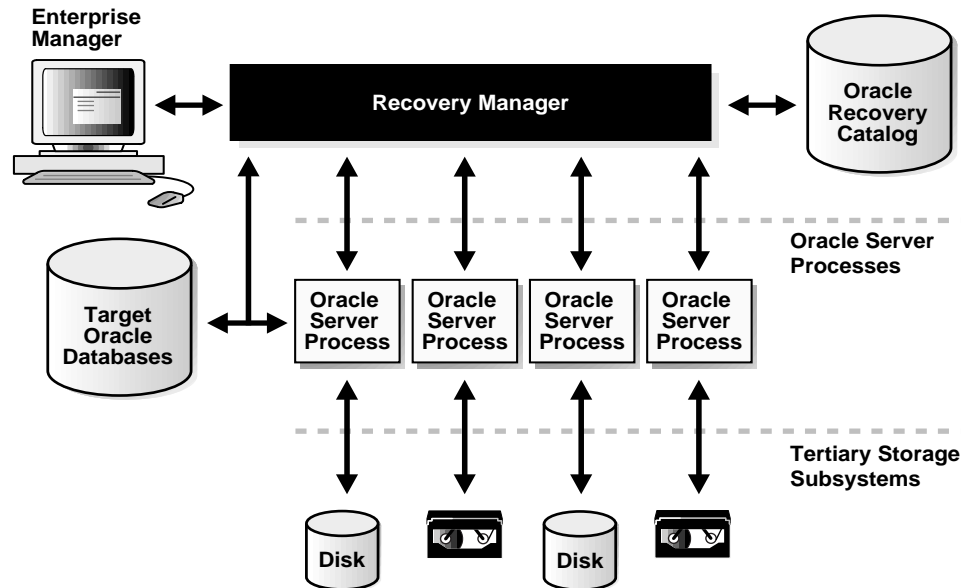 Enterprise
Manager
Recovery Manager
Oracle
Recovery
Catalog
Oracle Server
Processes
Target
Oracle
Databases
Oracle
Server
Process
Oracle
Server
Process
Oracle
Server
Process
Oracle
Server
Process
Tertiary Storage
Subsystems
Disk
Disk